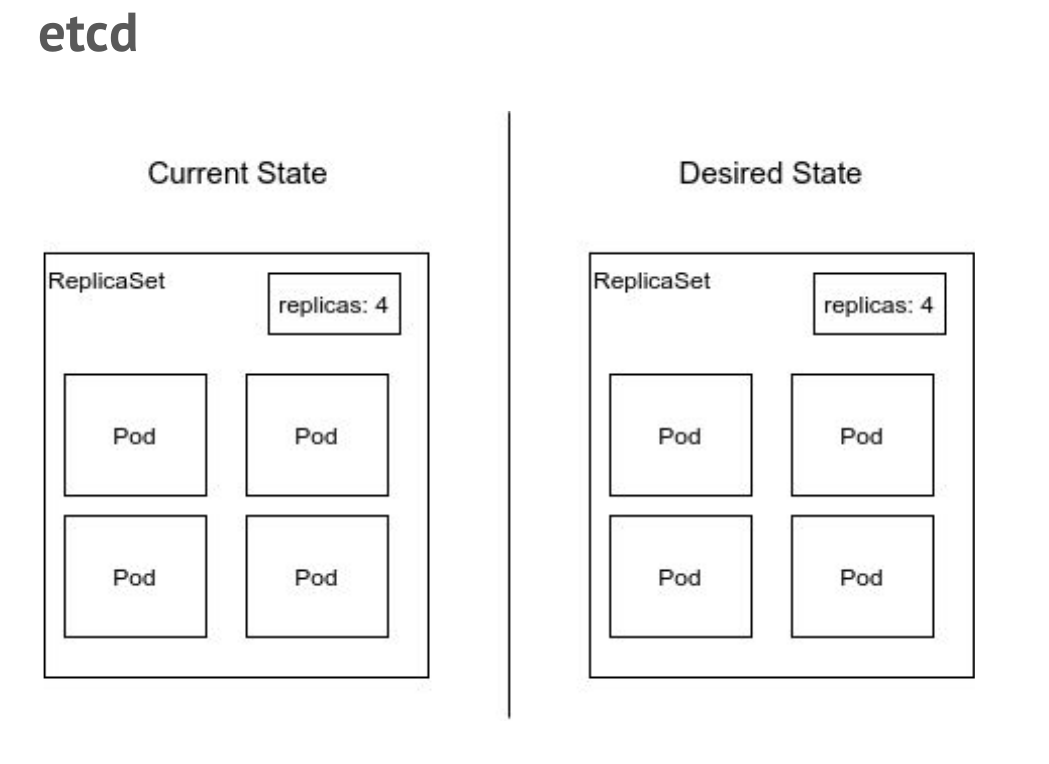 etcd
Current State
ReplicaSet
replicas: 4
Pod
Pod
Pod
Pod
Desired State
ReplicaSet
replicas: 4
Pod
Pod
Pod
Pod